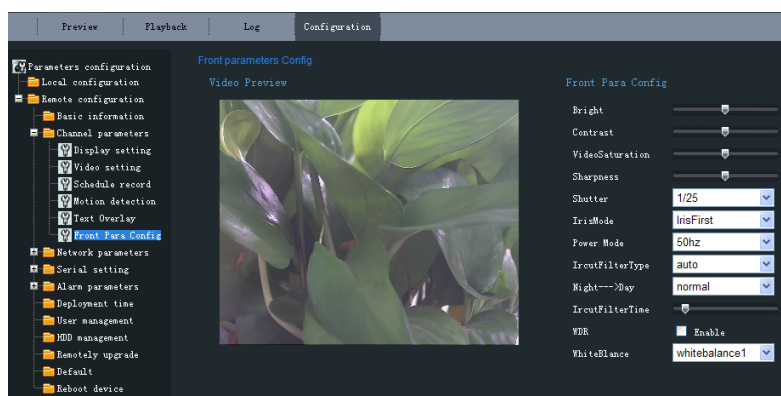 Preview Playback Log Configuration
Parameters configuration
Local configuration
Remote configuration
Basic information
Channel parameters
Display setting
Video setting
Schedule record
Motion detection
Text Overlay
Front Para Config
Network parameters
Serial setting
Alarm parameters
Deployment time
User management
HDD management
Remotely upgrade
Default
Reboot device
Front parameters Config
Video Preview
Front Para Config
Bright
Contrast
VideoSaturation
Sharpness
Shutter 1/25
IrisMode IrisFirst
Power Mode 50hz
IrcutFilterType auto
Night--->Day normal
IrcutFilterTime
WDR Enable
WhiteBlance whitebalance1